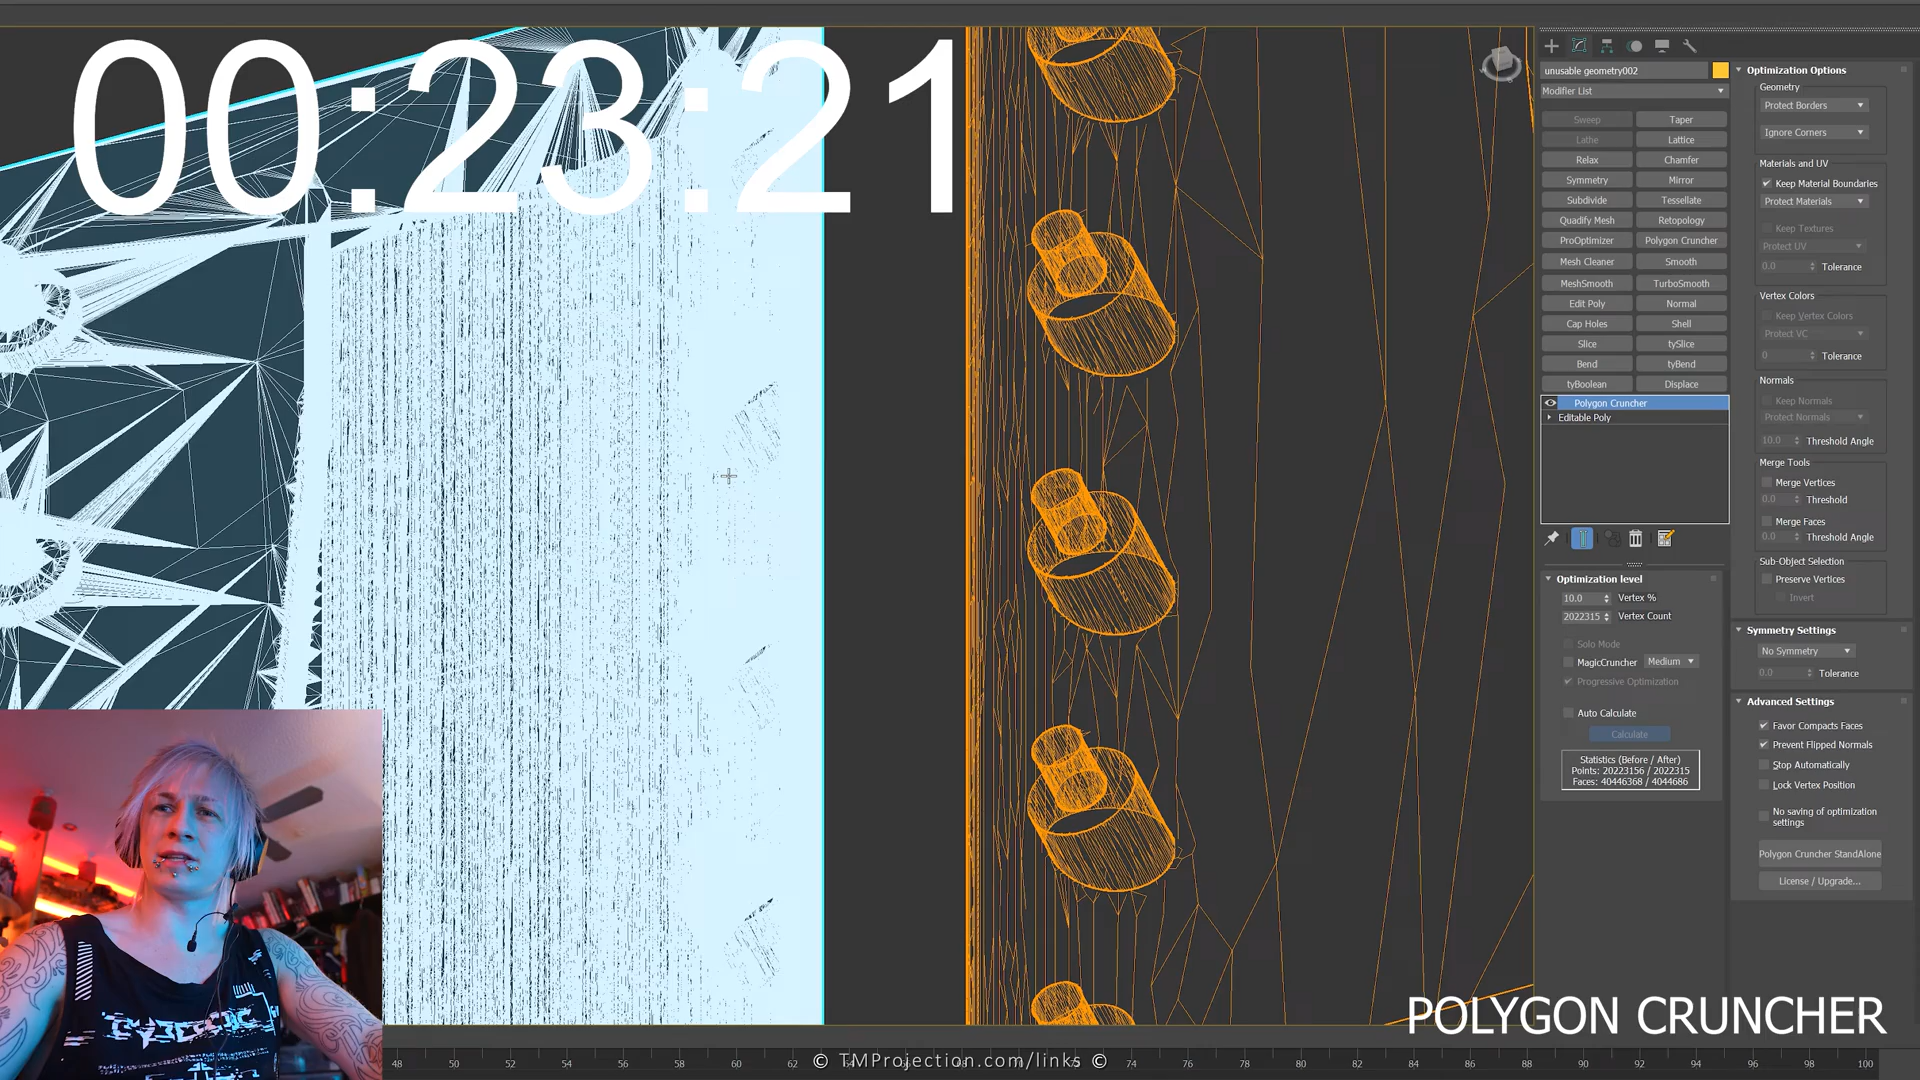 00:23:21
unusable geometry002
Modifier List
Sweep Taper
Lathe Lattice
Relax Chamfer
Symmetry Mirror
Subdivide Tessellate
Quadify Mesh Retopology
ProOptimizer Polygon Cruncher
Mesh Cleaner Smooth
MeshSmooth TurboSmooth
Edit Poly Normal
Cap Holes Shell
Slice tySlice
Bend tyBend
tyBoolean Displace
Polygon Cruncher
Editable Poly
Optimization level
10.0 Vertex %
2022315 Vertex Count
Solo Mode
MagicCruncher Medium
Progressive Optimization
Auto Calculate
Calculate
Statistics (Before / After)
Points: 20223156 / 2022315
Faces: 40446368 / 4044686
Optimization Options
Geometry
Protect Borders
Ignore Corners
Materials and UV
Keep Material Boundaries
Protect Materials
Keep Textures
Protect UV
0.0 Tolerance
Vertex Colors
Keep Vertex Colors
Protect VC
0 Tolerance
Normals
Keep Normals
Protect Normals
10.0 Threshold Angle
Merge Tools
Merge Vertices
0.0 Threshold
Merge Faces
0.0 Threshold Angle
Sub-Object Selection
Preserve Vertices
Invert
Symmetry Settings
No Symmetry
0.0 Tolerance
Advanced Settings
Favor Compacts Faces
Prevent Flipped Normals
Stop Automatically
Lock Vertex Position
No saving of optimization
settings
Polygon Cruncher StandAlone
License / Upgrade...
POLYGON CRUNCHER
48 50 52 54 56 58 60 62 74 76 78 80 82 84 86 88 90 92 94 96 98 100
© TMProjection.com/links ©